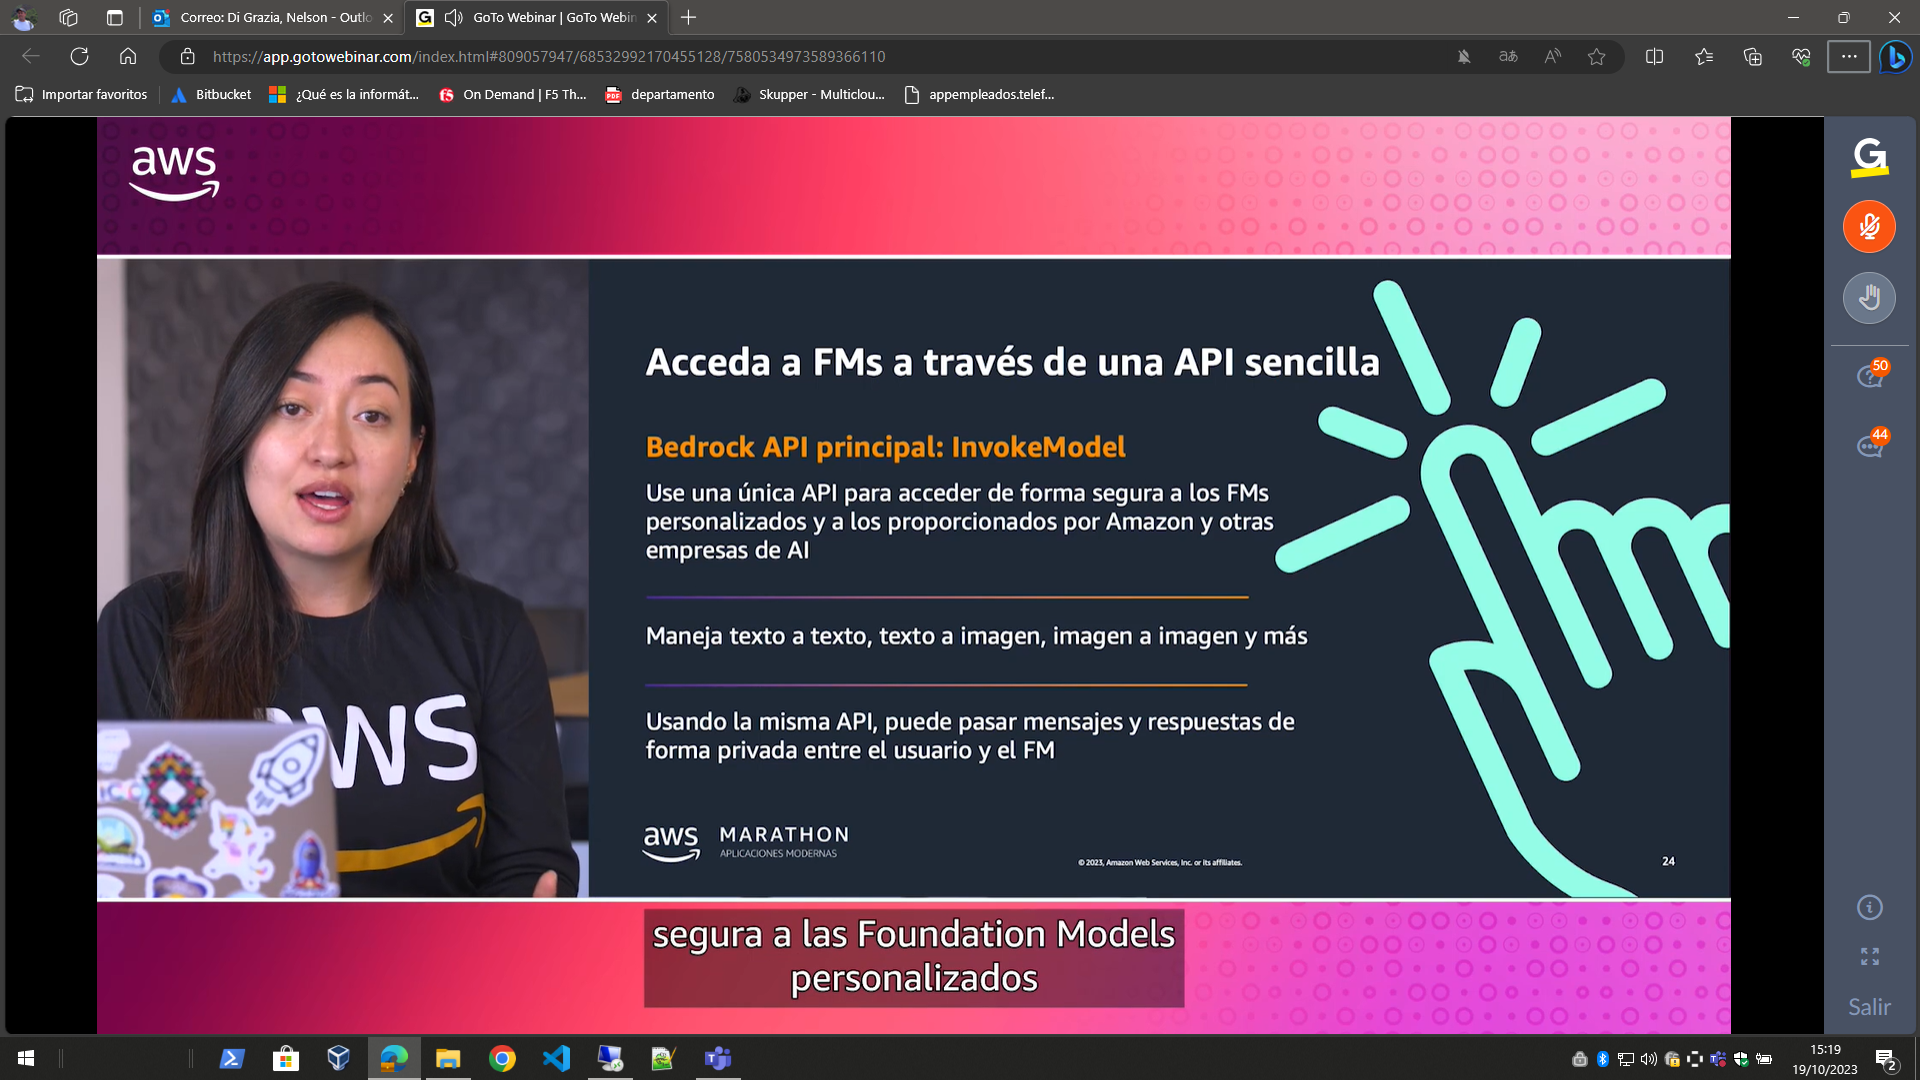 Correo: Di Grazia, Nelson - Outlo
GoTo Webinar | GoTo Webin
https://app.gotowebinar.com/index.html#809057947/68532992170455128/7580534973589366110
Importar favoritos
Bitbucket
¿Qué es la informát...
On Demand | F5 Th...
departamento
Skupper - Multiclou...
appempleados.telef...
aws
G
50
44
Acceda a FMs a través de una API sencilla
Bedrock API principal: InvokeModel
Use una única API para acceder de forma segura a los FMs
personalizados y a los proporcionados por Amazon y otras
empresas de AI
Maneja texto a texto, texto a imagen, imagen a imagen y más
Usando la misma API, puede pasar mensajes y respuestas de
forma privada entre el usuario y el FM
aws
aws MARATHON
APLICACIONES MODERNAS
© 2023, Amazon Web Services, Inc. or its affiliates.
24
segura a las Foundation Models
personalizados
Salir
15:19
19/10/2023
2